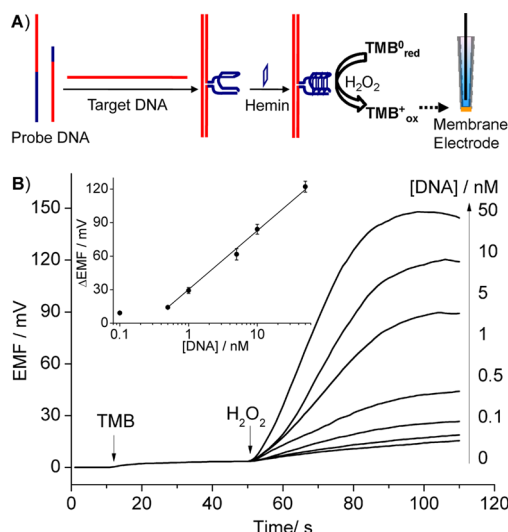 A)
TMB⁰red
H₂O₂
TMB⁺ox
Target DNA
Hemin
Probe DNA
Membrane
Electrode
B)
[DNA] / nM
EMF / mV
150
120
90
60
30
0
ΔEMF / mV
120
90
60
30
0
0.1
1
10
[DNA] / nM
50
10
5
1
0.5
0.1
0
TMB
H₂O₂
0
20
40
60
80
100
120
Time/ s